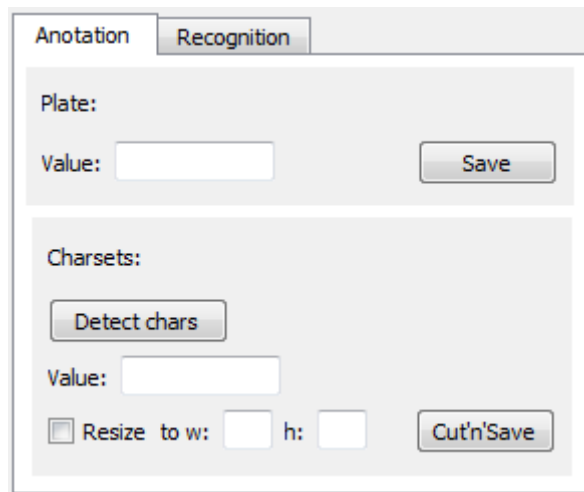 Anotation Recognition
Plate:
Value: Save
Charsets:
Detect chars
Value:
Resize to w: h: Cut'n'Save